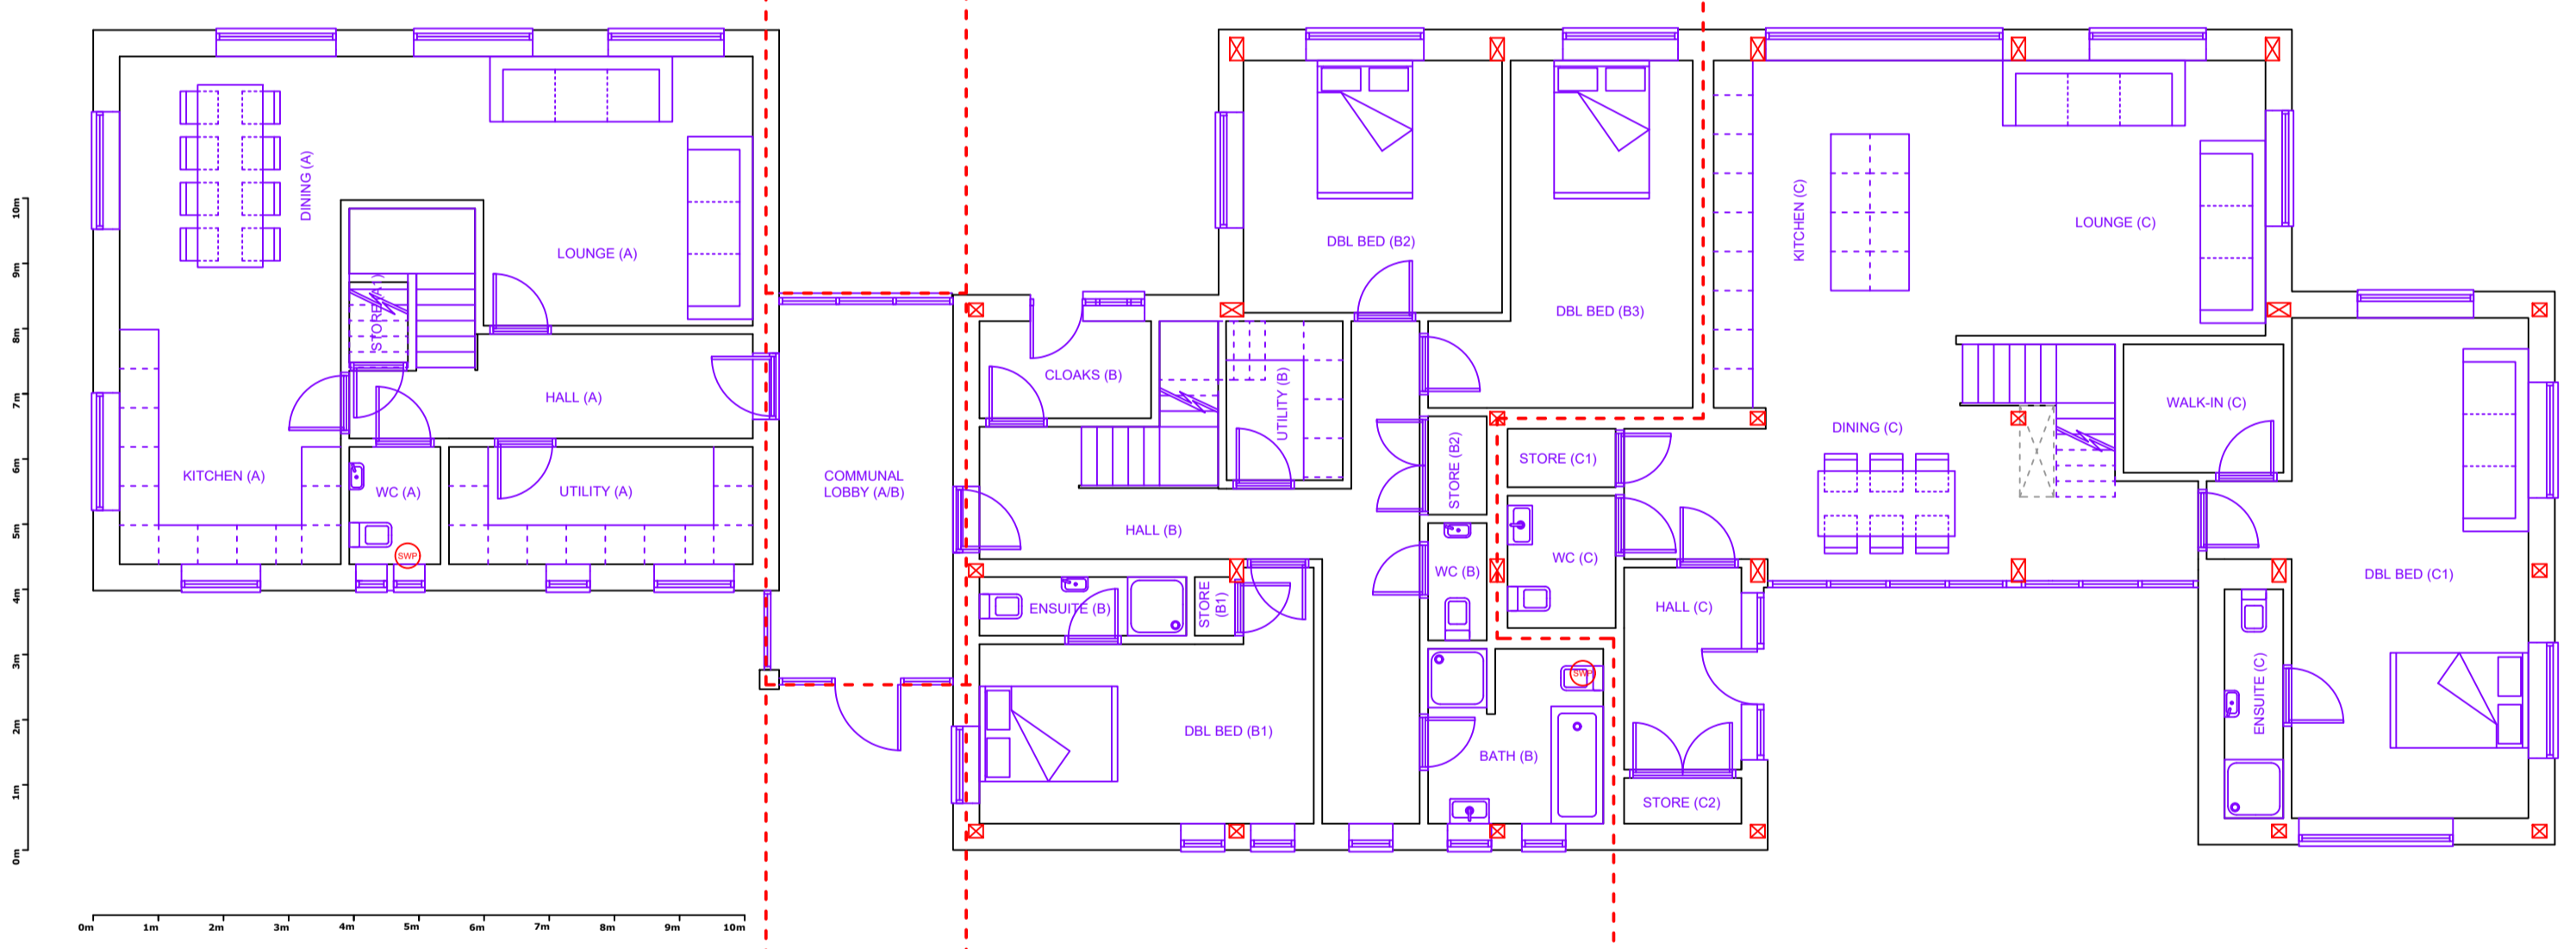 DINING (A)
LOUNGE (A)
STORE (A1)
HALL (A)
KITCHEN (A)
WC (A)
SWP
UTILITY (A)
COMMUNAL
LOBBY (A/B)
CLOAKS (B)
UTILITY (B)
HALL (B)
DBL BED (B2)
DBL BED (B3)
STORE (B2)
WC (B)
ENSUITE (B)
STORE
(B1)
DBL BED (B1)
BATH (B)
SWP
KITCHEN (C)
LOUNGE (C)
DINING (C)
WALK-IN (C)
STORE (C1)
WC (C)
HALL (C)
STORE (C2)
DBL BED (C1)
ENSUITE (C)
10m
9m
8m
7m
6m
5m
4m
3m
2m
1m
0m
0m 1m 2m 3m 4m 5m 6m 7m 8m 9m 10m